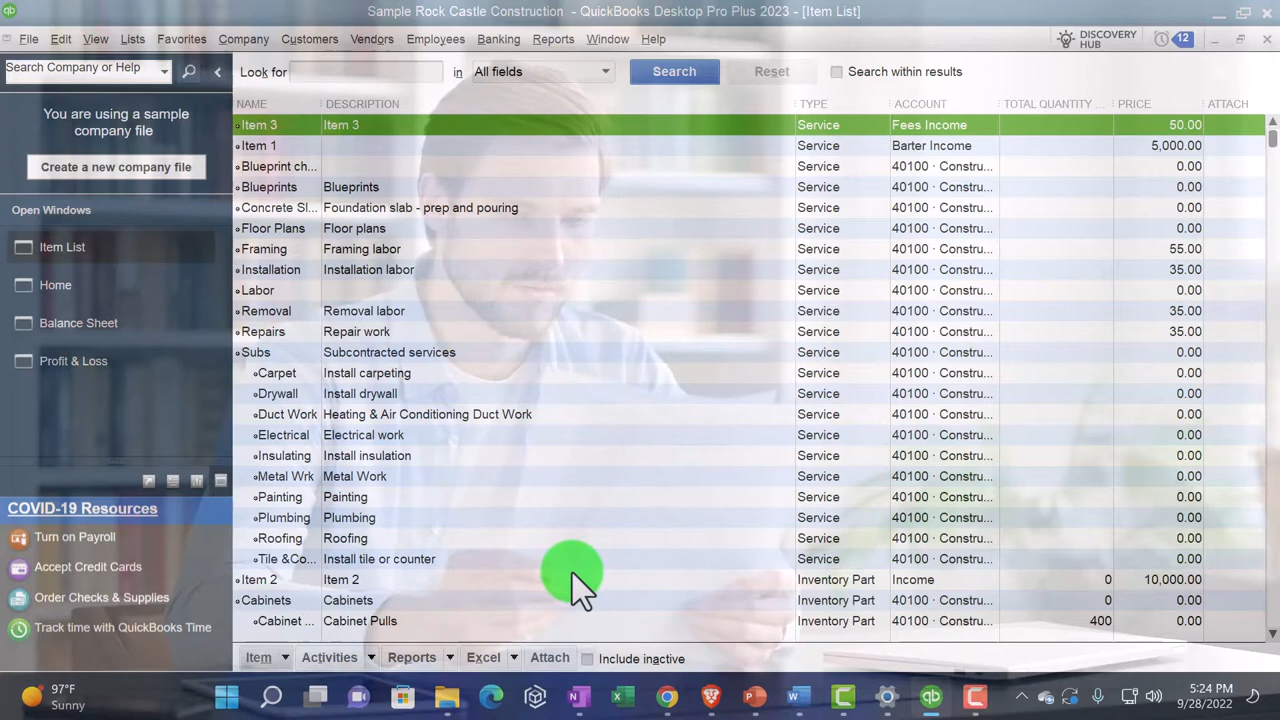 Sample Rock Castle Construction - QuickBooks Desktop Pro Plus 2023 - [Item List]
File Edit View Lists Favorites Company Customers Vendors Employees Banking Reports Window Help DISCOVERY HUB 12
Search Company or Help
Look for in All fields Search Reset Search within results
You are using a sample company file
Create a new company file
Open Windows
Item List
Home
Balance Sheet
Profit & Loss
COVID-19 Resources
Turn on Payroll
Accept Credit Cards
Order Checks & Supplies
Track time with QuickBooks Time
NAME DESCRIPTION TYPE ACCOUNT TOTAL QUANTITY ... PRICE ATTACH
Item 3 Item 3 Service Fees Income 50.00
Item 1 Service Barter Income 5,000.00
Blueprint ch... Service 40100 · Constru... 0.00
Blueprints Blueprints Service 40100 · Constru... 0.00
Concrete Sl... Foundation slab - prep and pouring Service 40100 · Constru... 0.00
Floor Plans Floor plans Service 40100 · Constru... 0.00
Framing Framing labor Service 40100 · Constru... 55.00
Installation Installation labor Service 40100 · Constru... 35.00
Labor Service 40100 · Constru... 0.00
Removal Removal labor Service 40100 · Constru... 35.00
Repairs Repair work Service 40100 · Constru... 35.00
Subs Subcontracted services Service 40100 · Constru... 0.00
Carpet Install carpeting Service 40100 · Constru... 0.00
Drywall Install drywall Service 40100 · Constru... 0.00
Duct Work Heating & Air Conditioning Duct Work Service 40100 · Constru... 0.00
Electrical Electrical work Service 40100 · Constru... 0.00
Insulating Install insulation Service 40100 · Constru... 0.00
Metal Wrk Metal Work Service 40100 · Constru... 0.00
Painting Painting Service 40100 · Constru... 0.00
Plumbing Plumbing Service 40100 · Constru... 0.00
Roofing Roofing Service 40100 · Constru... 0.00
Tile &Co... Install tile or counter Service 40100 · Constru... 0.00
Item 2 Item 2 Inventory Part Income 0 10,000.00
Cabinets Cabinets Inventory Part 40100 · Constru... 0 0.00
Cabinet ... Cabinet Pulls Inventory Part 40100 · Constru... 400 0.00
Item Activities Reports Excel Attach Include inactive
97°F
Sunny
5:24 PM
9/28/2022